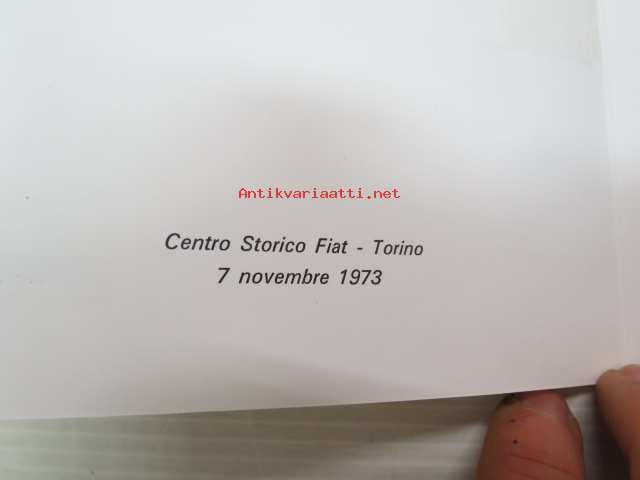 Antikvariaatti.net
Centro Storico Fiat - Torino
7 novembre 1973